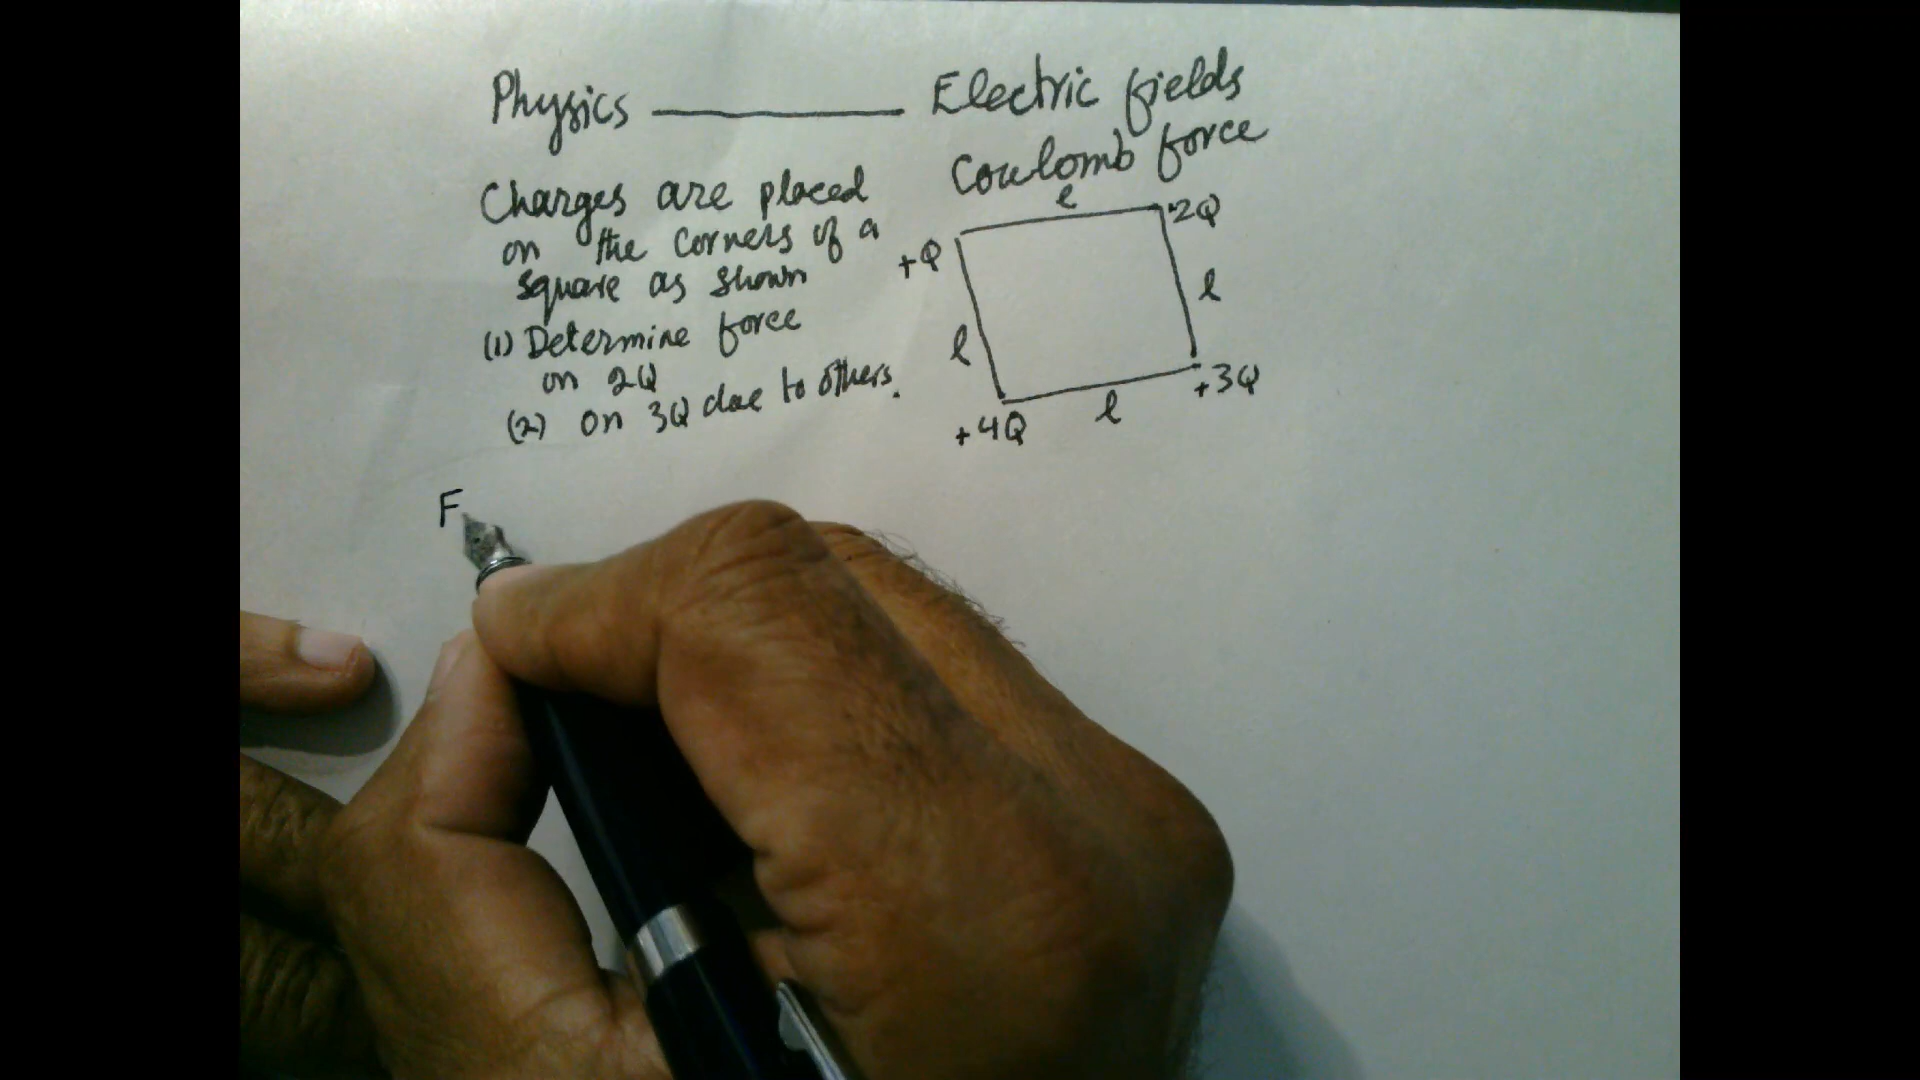 Physics ———— Electric fields
Coulomb force
Charges are placed
on the corners of a
square as shown
(1) Determine force
on 2Q
(2) on 3Q due to others.
l
2Q
+Q
l
l
+3Q
l
+4Q
F